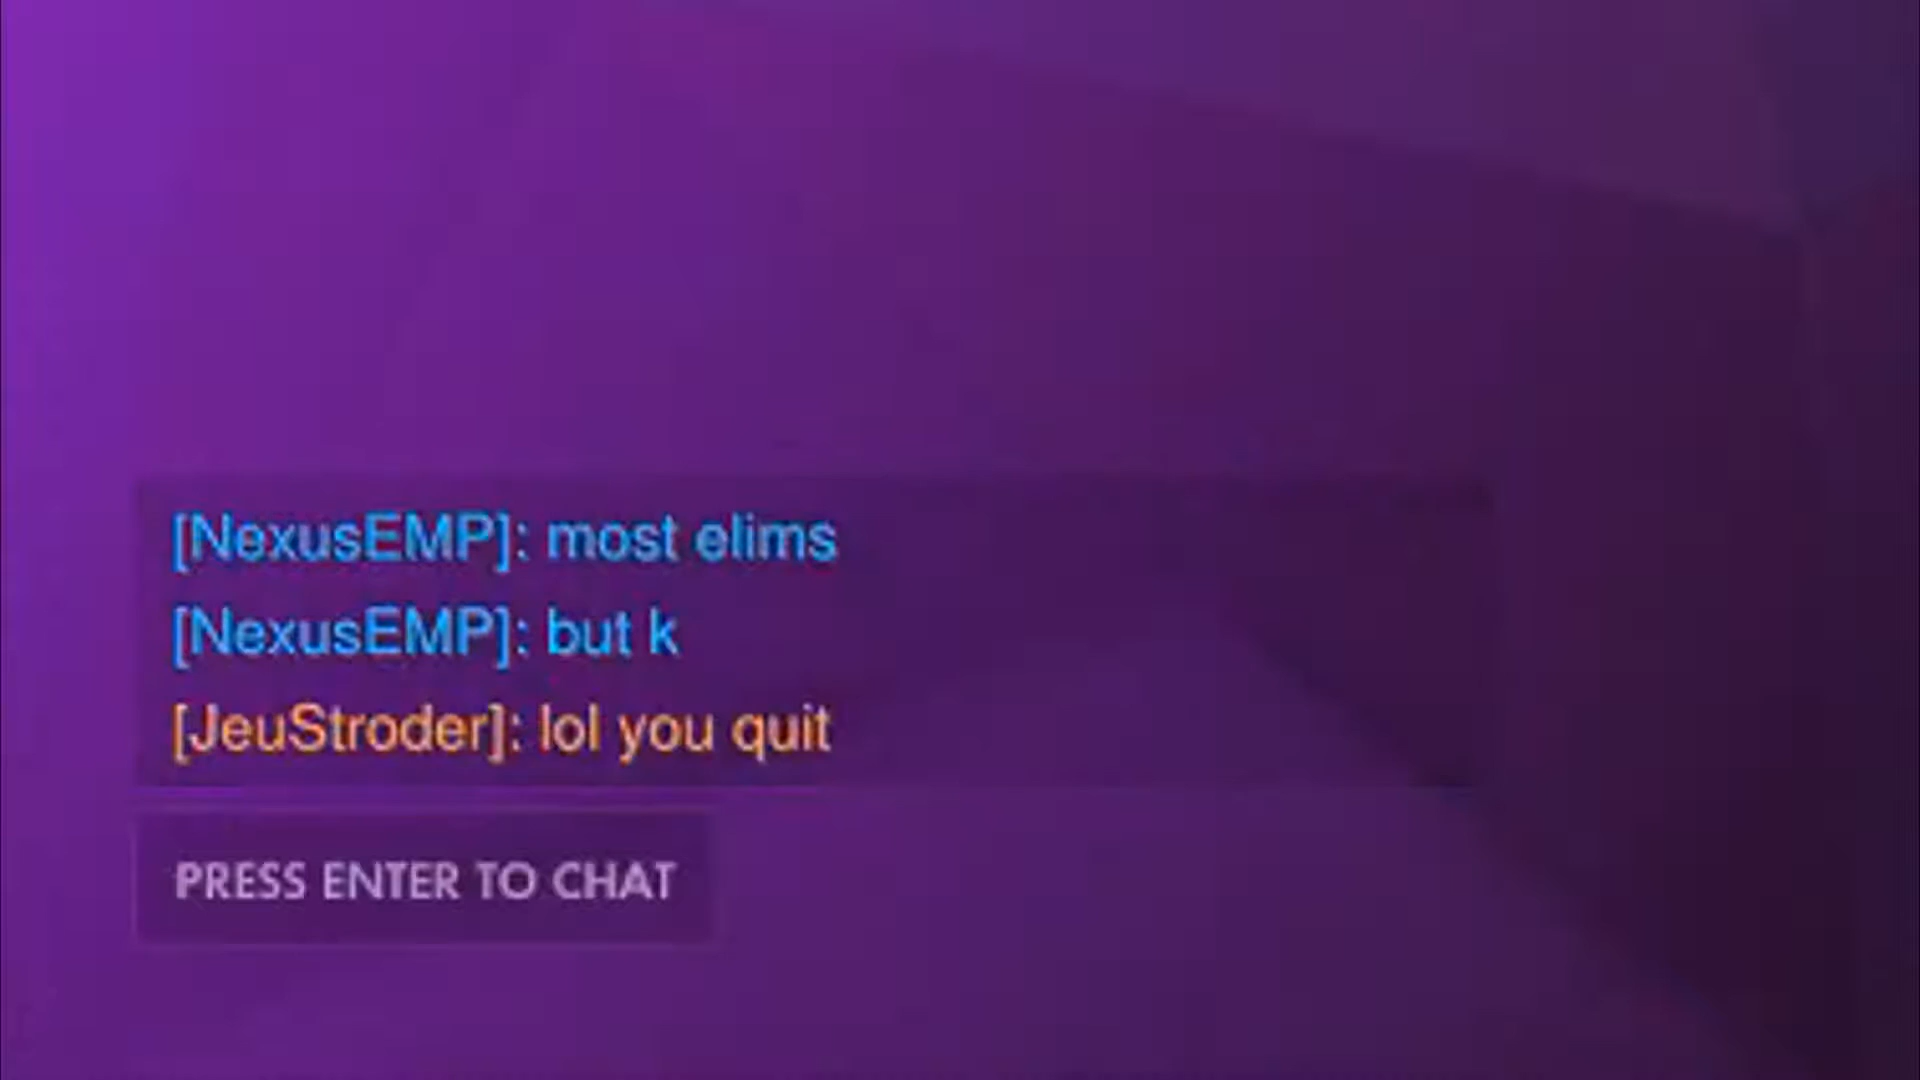 [NexusEMP]: most elims
[NexusEMP]: but k
[JeuStroder]: lol you quit
PRESS ENTER TO CHAT